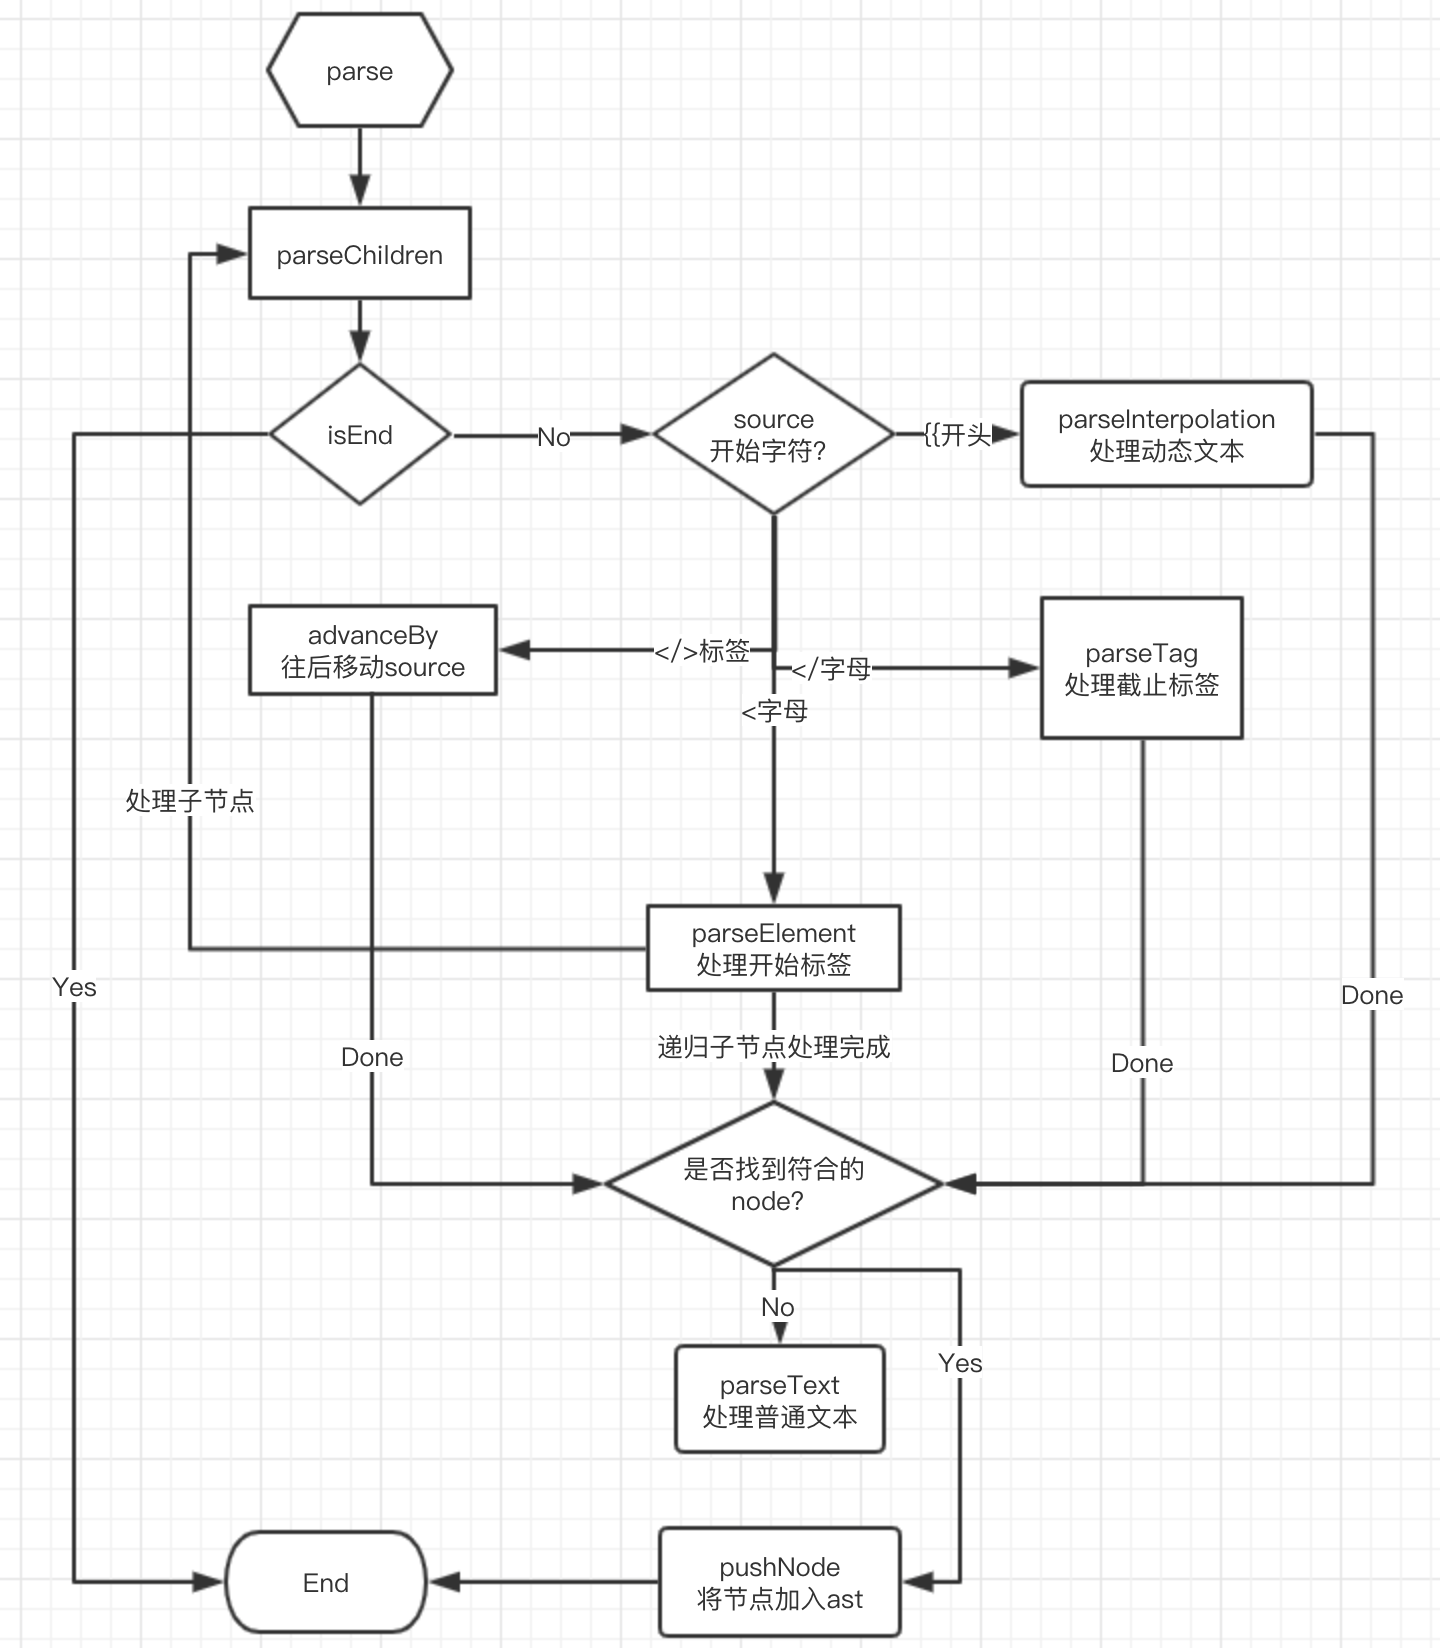 parse
parseChildren
isEnd
No
source
开始字符?
{{开头
parseInterpolation
处理动态文本
advanceBy
往后移动source
</>标签
</字母
parseTag
处理截止标签
<字母
处理子节点
parseElement
处理开始标签
Yes
Done
递归子节点处理完成
Done
Done
是否找到符合的
node?
No
Yes
parseText
处理普通文本
pushNode
将节点加入ast
End